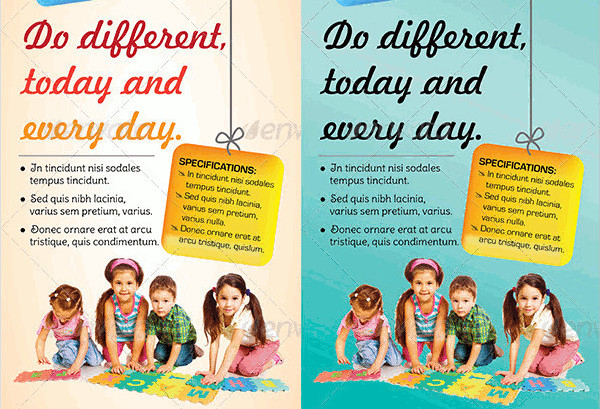 Do different,
today and
every day.
In tincidunt nisi sodales
tempus tincidunt.
Sed quis nibh lacinia,
varius sem pretium, varius.
Donec ornare erat at arcu
tristique, quis condimentum.
SPECIFICATIONS:
In tincidunt nisi sodales
tempus tincidunt.
Sed quis nibh lacinia,
varius sem pretium,
varius nulla.
Donec ornare erat at
arcu tristique, quislum.
Do different,
today and
every day.
In tincidunt nisi sodales
tempus tincidunt.
Sed quis nibh lacinia,
varius sem pretium, varius.
Donec ornare erat at arcu
tristique, quis condimentum.
SPECIFICATIONS:
In tincidunt nisi sodales
tempus tincidunt.
Sed quis nibh lacinia,
varius sem pretium,
varius nulla.
Donec ornare erat at
arcu tristique, quislum.